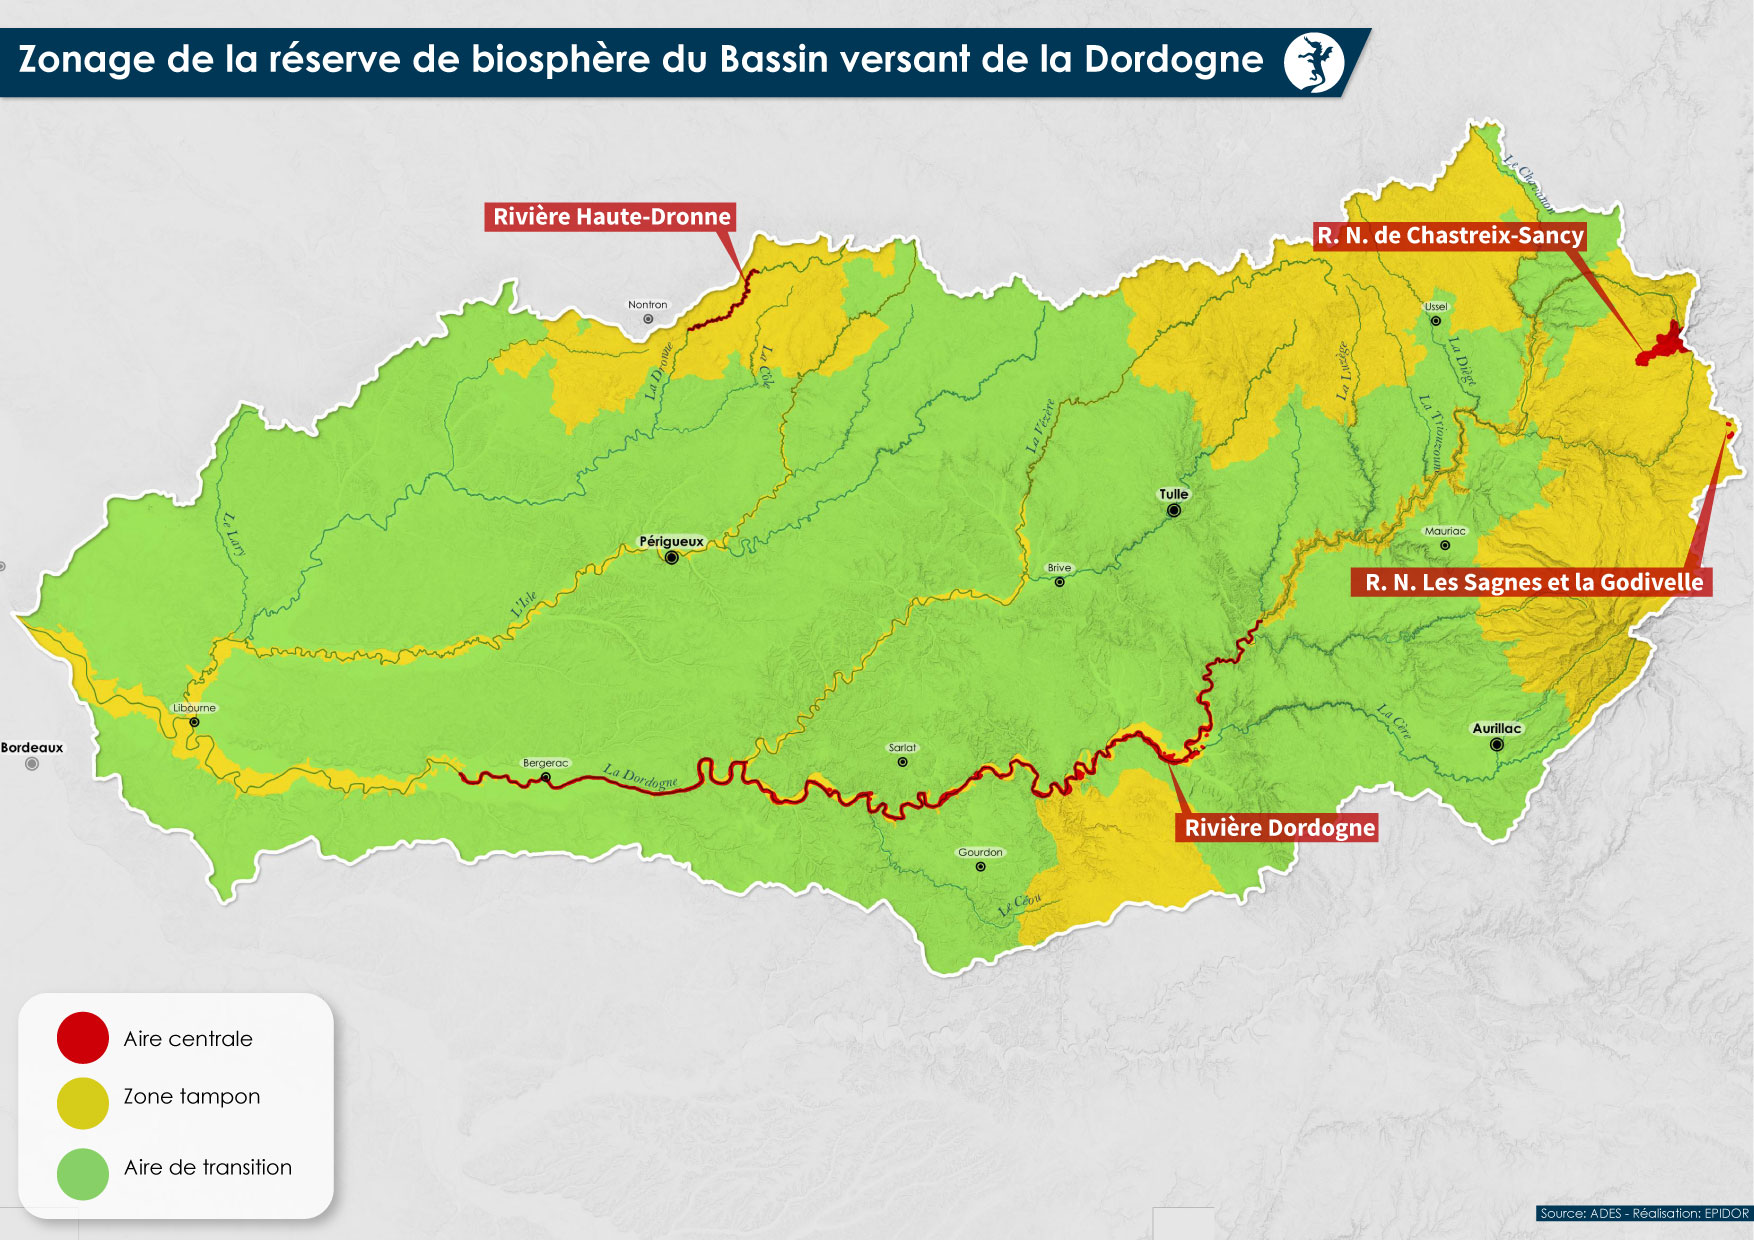 Zonage de la réserve de biosphère du Bassin versant de la Dordogne
Le Chavanon
Rivière Haute-Dronne
R. N. de Chastreix-Sancy
Nontron
Ussel
La Dronne
La Côle
La Luzège
La Diège
La Vézère
La Triouzoune
Tulle
Le Lary
Mauriac
Périgueux
Brive
R. N. Les Sagnes et la Godivelle
L'Isle
Libourne
La Cère
Aurillac
Bordeaux
Sarlat
Bergerac
La Dordogne
Rivière Dordogne
Gourdon
Le Céou
Aire centrale
Zone tampon
Aire de transition
Source: ADES - Réalisation: EPIDOR